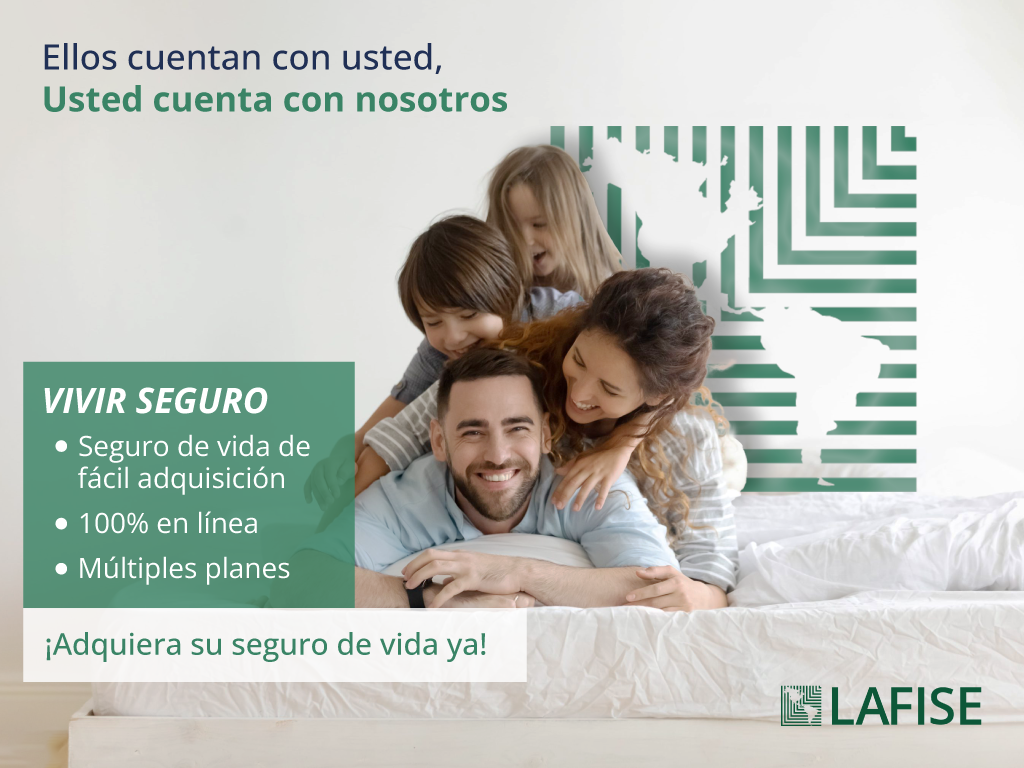 Ellos cuentan con usted,
Usted cuenta con nosotros
VIVIR SEGURO
• Seguro de vida de
fácil adquisición
• 100% en línea
• Múltiples planes
¡Adquiera su seguro de vida ya!
LAFISE